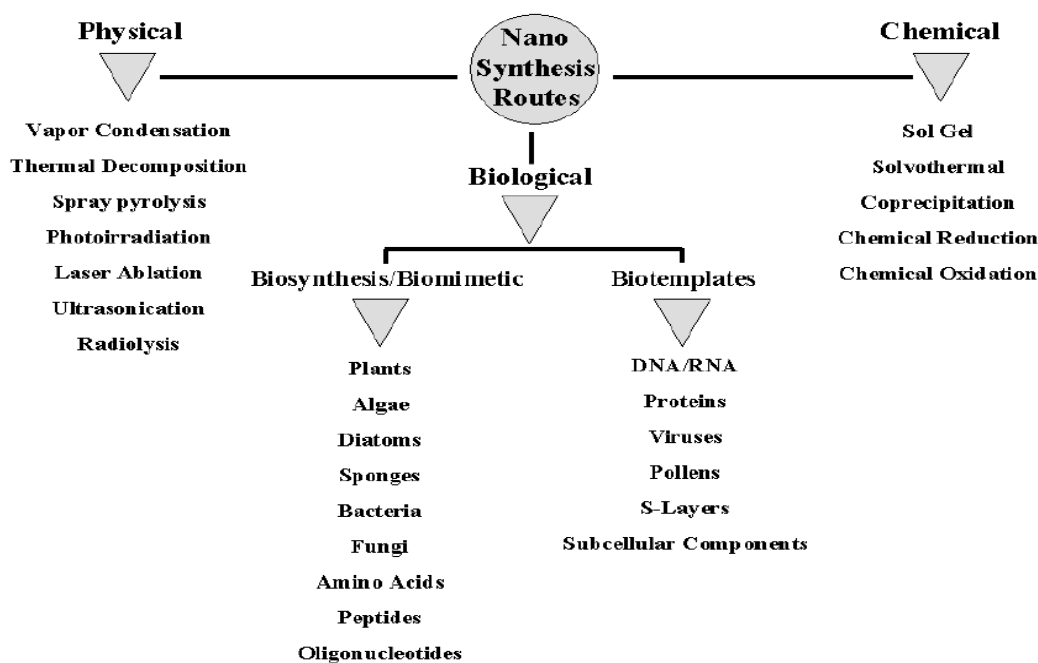 Physical
Nano
Synthesis
Routes
Chemical
Vapor Condensation
Thermal Decomposition
Spray pyrolysis
Photoirradiation
Laser Ablation
Ultrasonication
Radiolysis
Sol Gel
Solvothermal
Coprecipitation
Chemical Reduction
Chemical Oxidation
Biological
Biosynthesis/Biomimetic
Plants
Algae
Diatoms
Sponges
Bacteria
Fungi
Amino Acids
Peptides
Oligonucleotides
Biotemplates
DNA/RNA
Proteins
Viruses
Pollens
S-Layers
Subcellular Components